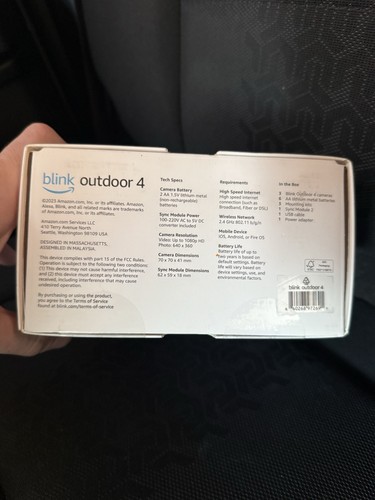 blink outdoor 4
©2023 Amazon.com, Inc. or its affiliates. Amazon,
Alexa, Blink, and all related marks are trademarks
of Amazon.com, Inc. or its affiliates.
Amazon.com Services LLC
410 Terry Avenue North
Seattle, Washington 98109 USA
DESIGNED IN MASSACHUSETTS,
ASSEMBLED IN MALAYSIA
This device complies with part 15 of the FCC Rules.
Operation is subject to the following two conditions:
(1) This device may not cause harmful interference,
and (2) this device must accept any interference
received, including interference that may cause
undesired operation.
By purchasing or using the product,
you agree to the Terms of Service
found at blink.com/terms-of-service
Tech Specs
Camera Battery
2 AA 1.5V lithium metal
(non-rechargeable)
batteries
Sync Module Power
100-220V AC to 5V DC
converter included
Camera Resolution
Video: Up to 1080p HD
Photo: 640 x 360
Camera Dimensions
70 x 70 x 41 mm
Sync Module Dimensions
62 x 59 x 18 mm
Requirements
High Speed Internet
High speed internet
connection (such as
Broadband, Fiber or DSL)
Wireless Network
2.4 GHz 802.11 b/g/n
Mobile Device
iOS, Android, or Fire OS
Battery Life
Battery life of up to
two years is based on
default settings. Battery
life will vary based on
device settings, use, and
environmental factors.
In the Box
3 Blink Outdoor 4 cameras
6 AA lithium metal batteries
3 Mounting kits
1 Sync Module 2
1 USB cable
1 Power adapter
blink outdoor 4